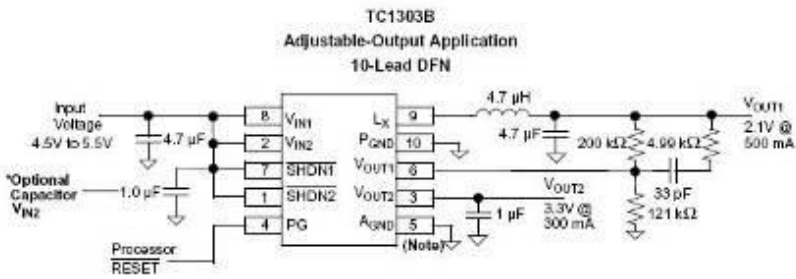 TC1303B
Adjustable-Output Application
10-Lead DFN
Input
Voltage
4.5V to 5.5V
4.7 µF
*Optional
Capacitor
VIN2
1.0 µF
Processor
RESET
8 VIN1
2 VIN2
7 SHDN1
1 SHDN2
4 PG
LX 9
PGND 10
VOUT1 6
VOUT2 3
AGND 5
(Note)
4.7 µH
4.7 µF
200 kΩ
4.99 kΩ
33 pF
121 kΩ
VOUT1
2.1V @
500 mA
VOUT2
3.3V @
300 mA
1 µF